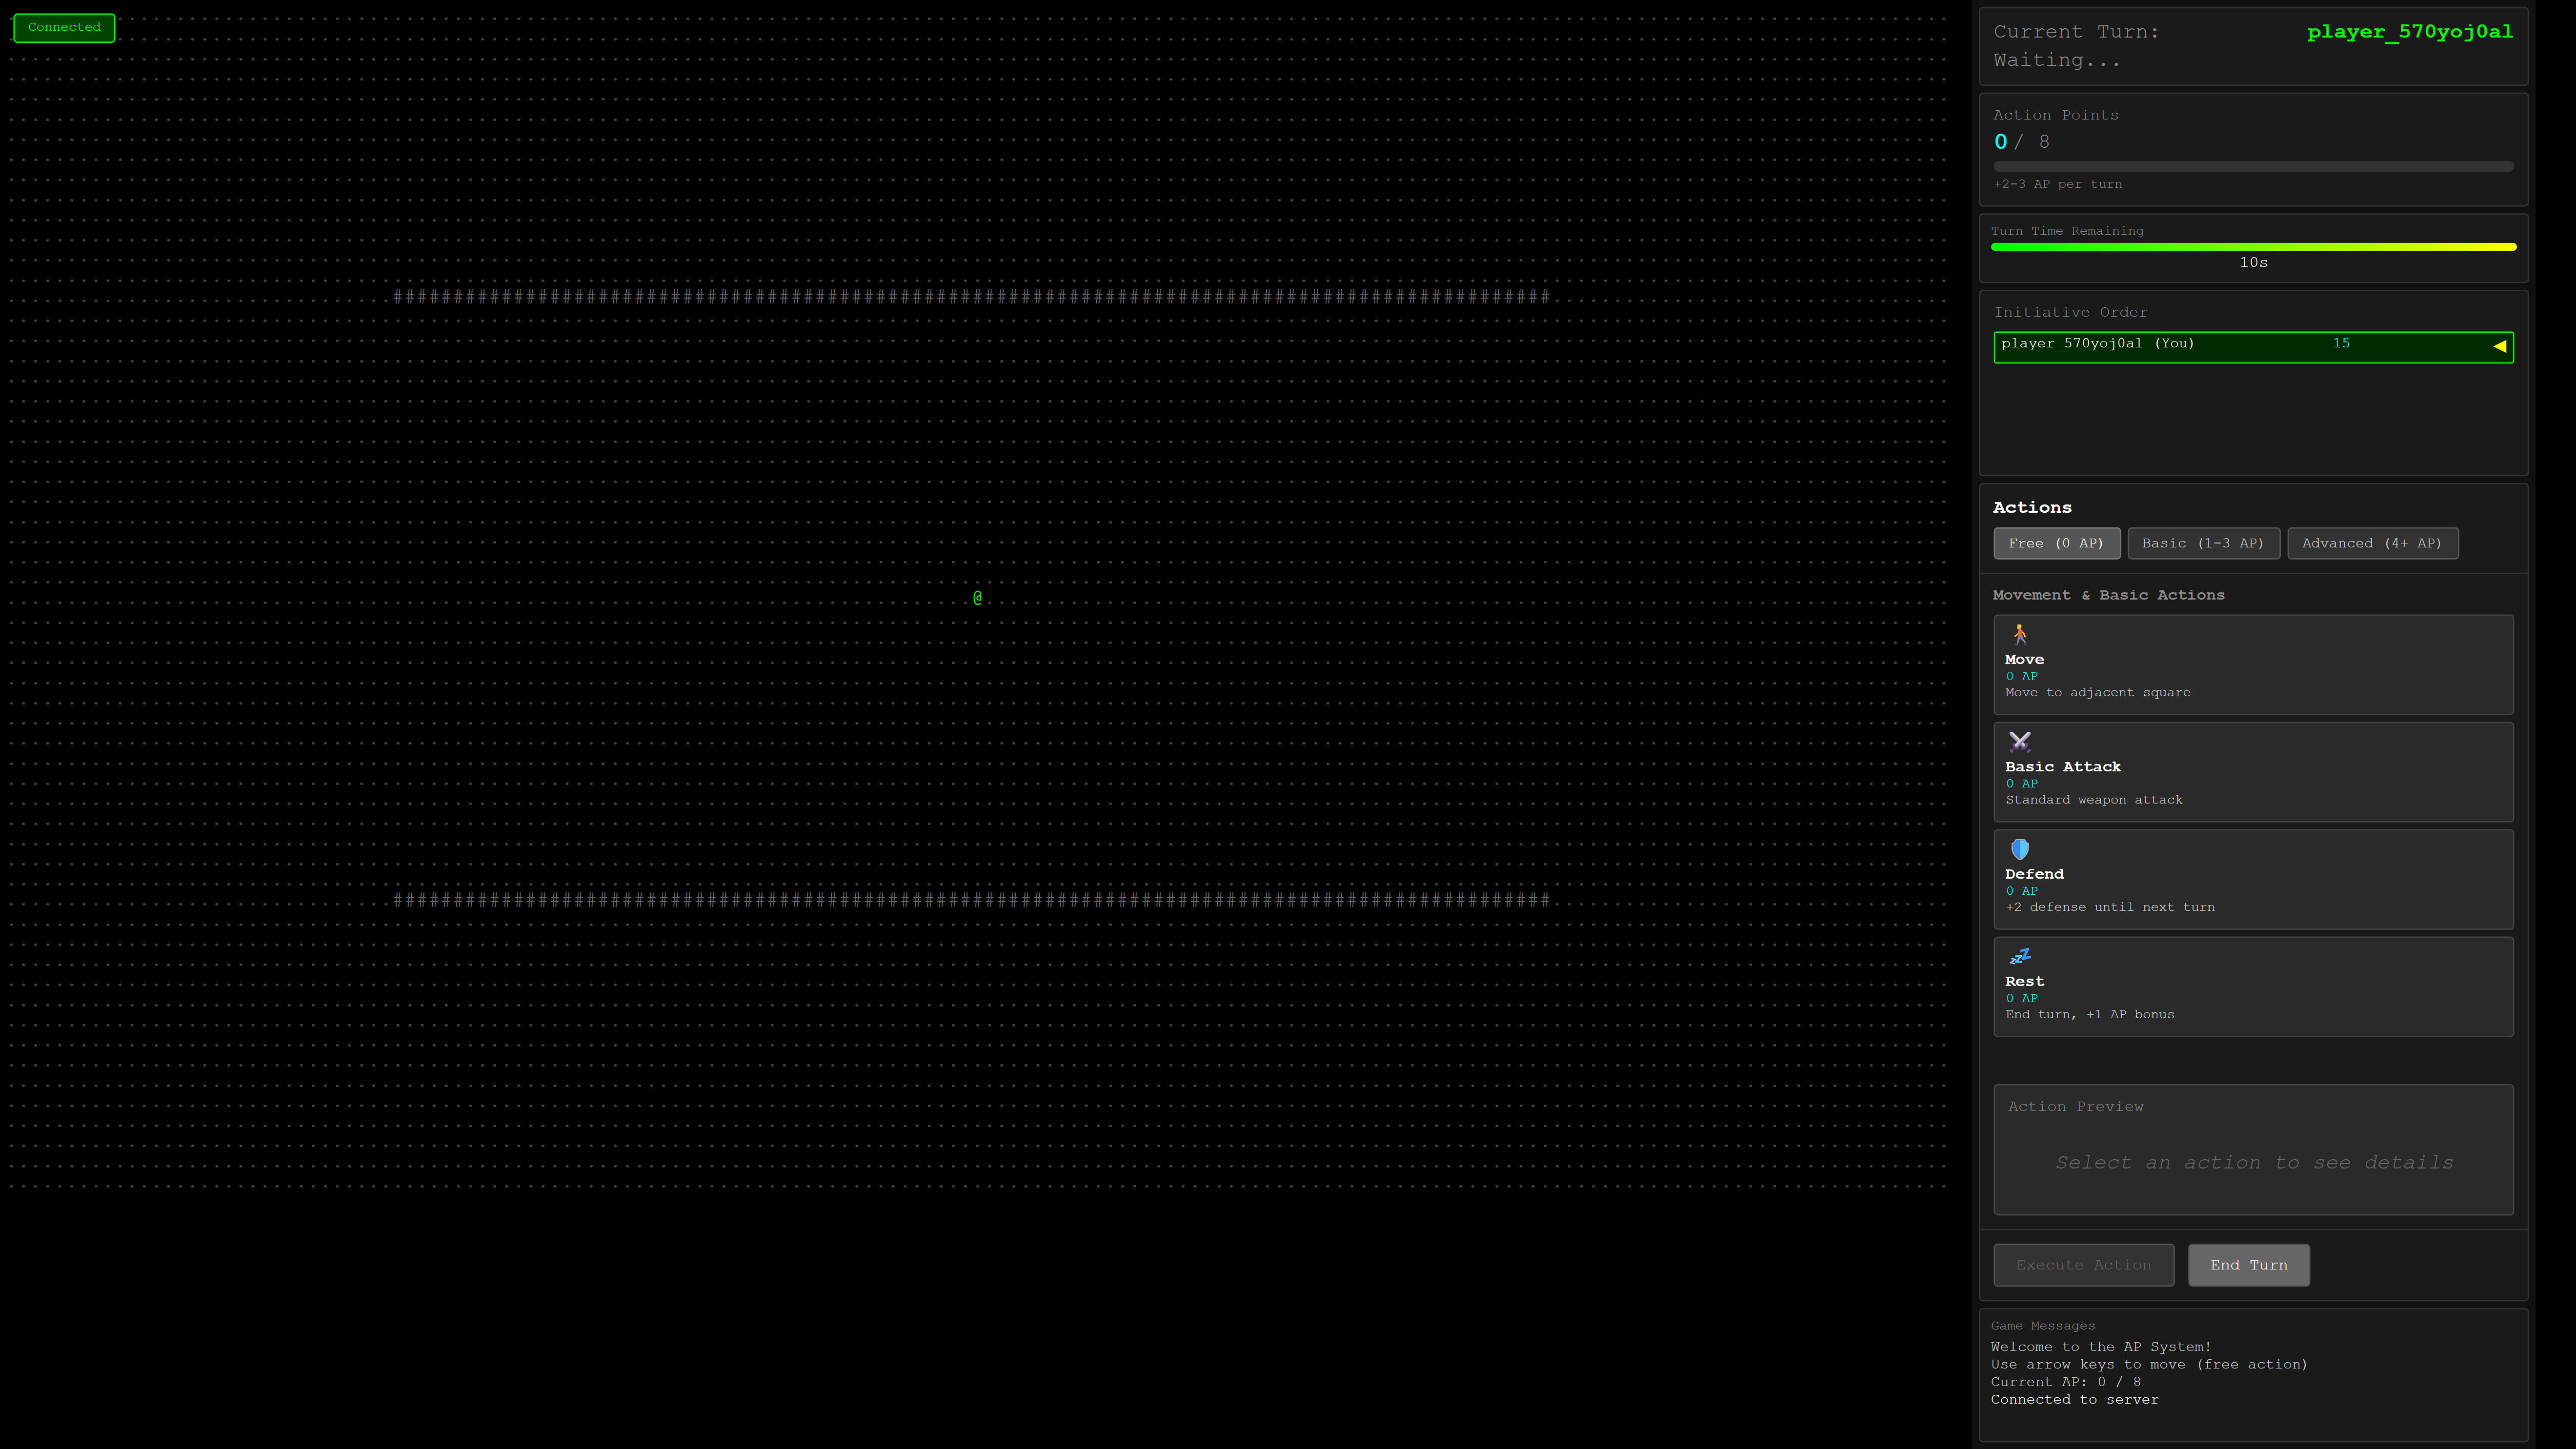 Connected
@
Current Turn: player_570yoj0al
Waiting...
Action Points
0 / 8
+2-3 AP per turn
Turn Time Remaining
10s
Initiative Order
player_570yoj0al (You) 15 ◀
Actions
Free (0 AP) Basic (1-3 AP) Advanced (4+ AP)
Movement & Basic Actions
Move
0 AP
Move to adjacent square
Basic Attack
0 AP
Standard weapon attack
Defend
0 AP
+2 defense until next turn
Rest
0 AP
End turn, +1 AP bonus
Action Preview
Select an action to see details
Execute Action End Turn
Game Messages
Welcome to the AP System!
Use arrow keys to move (free action)
Current AP: 0 / 8
Connected to server